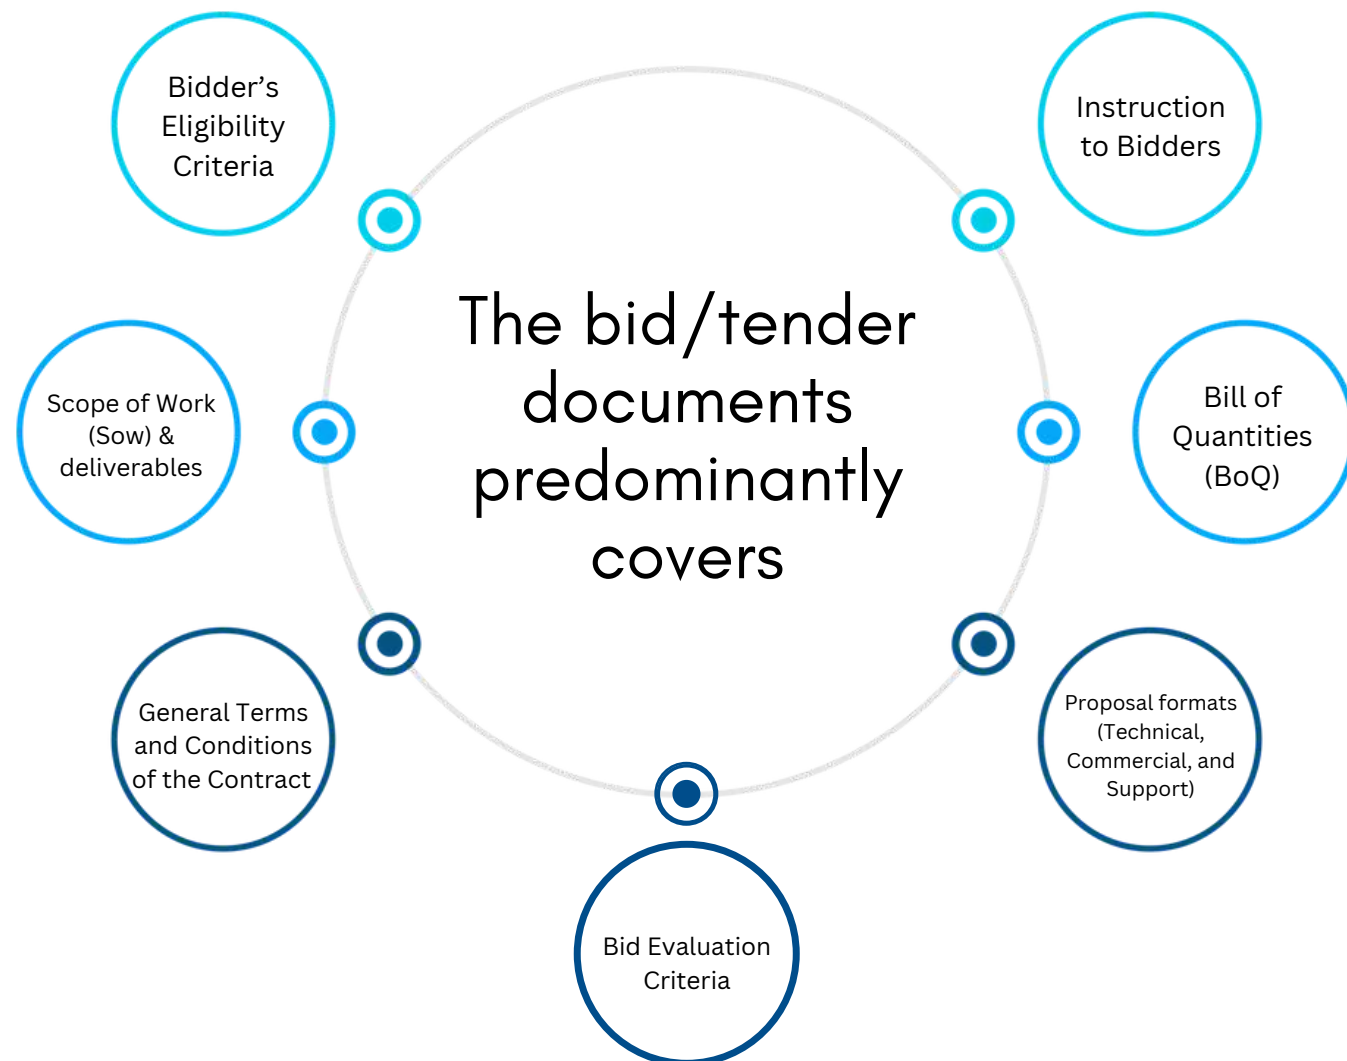 Bidder’s
Eligibility
Criteria
Instruction
to Bidders
The bid/tender
documents
predominantly
covers
Scope of Work
(Sow) &
deliverables
Bill of
Quantities
(BoQ)
General Terms
and Conditions
of the Contract
Proposal formats
(Technical,
Commercial, and
Support)
Bid Evaluation
Criteria